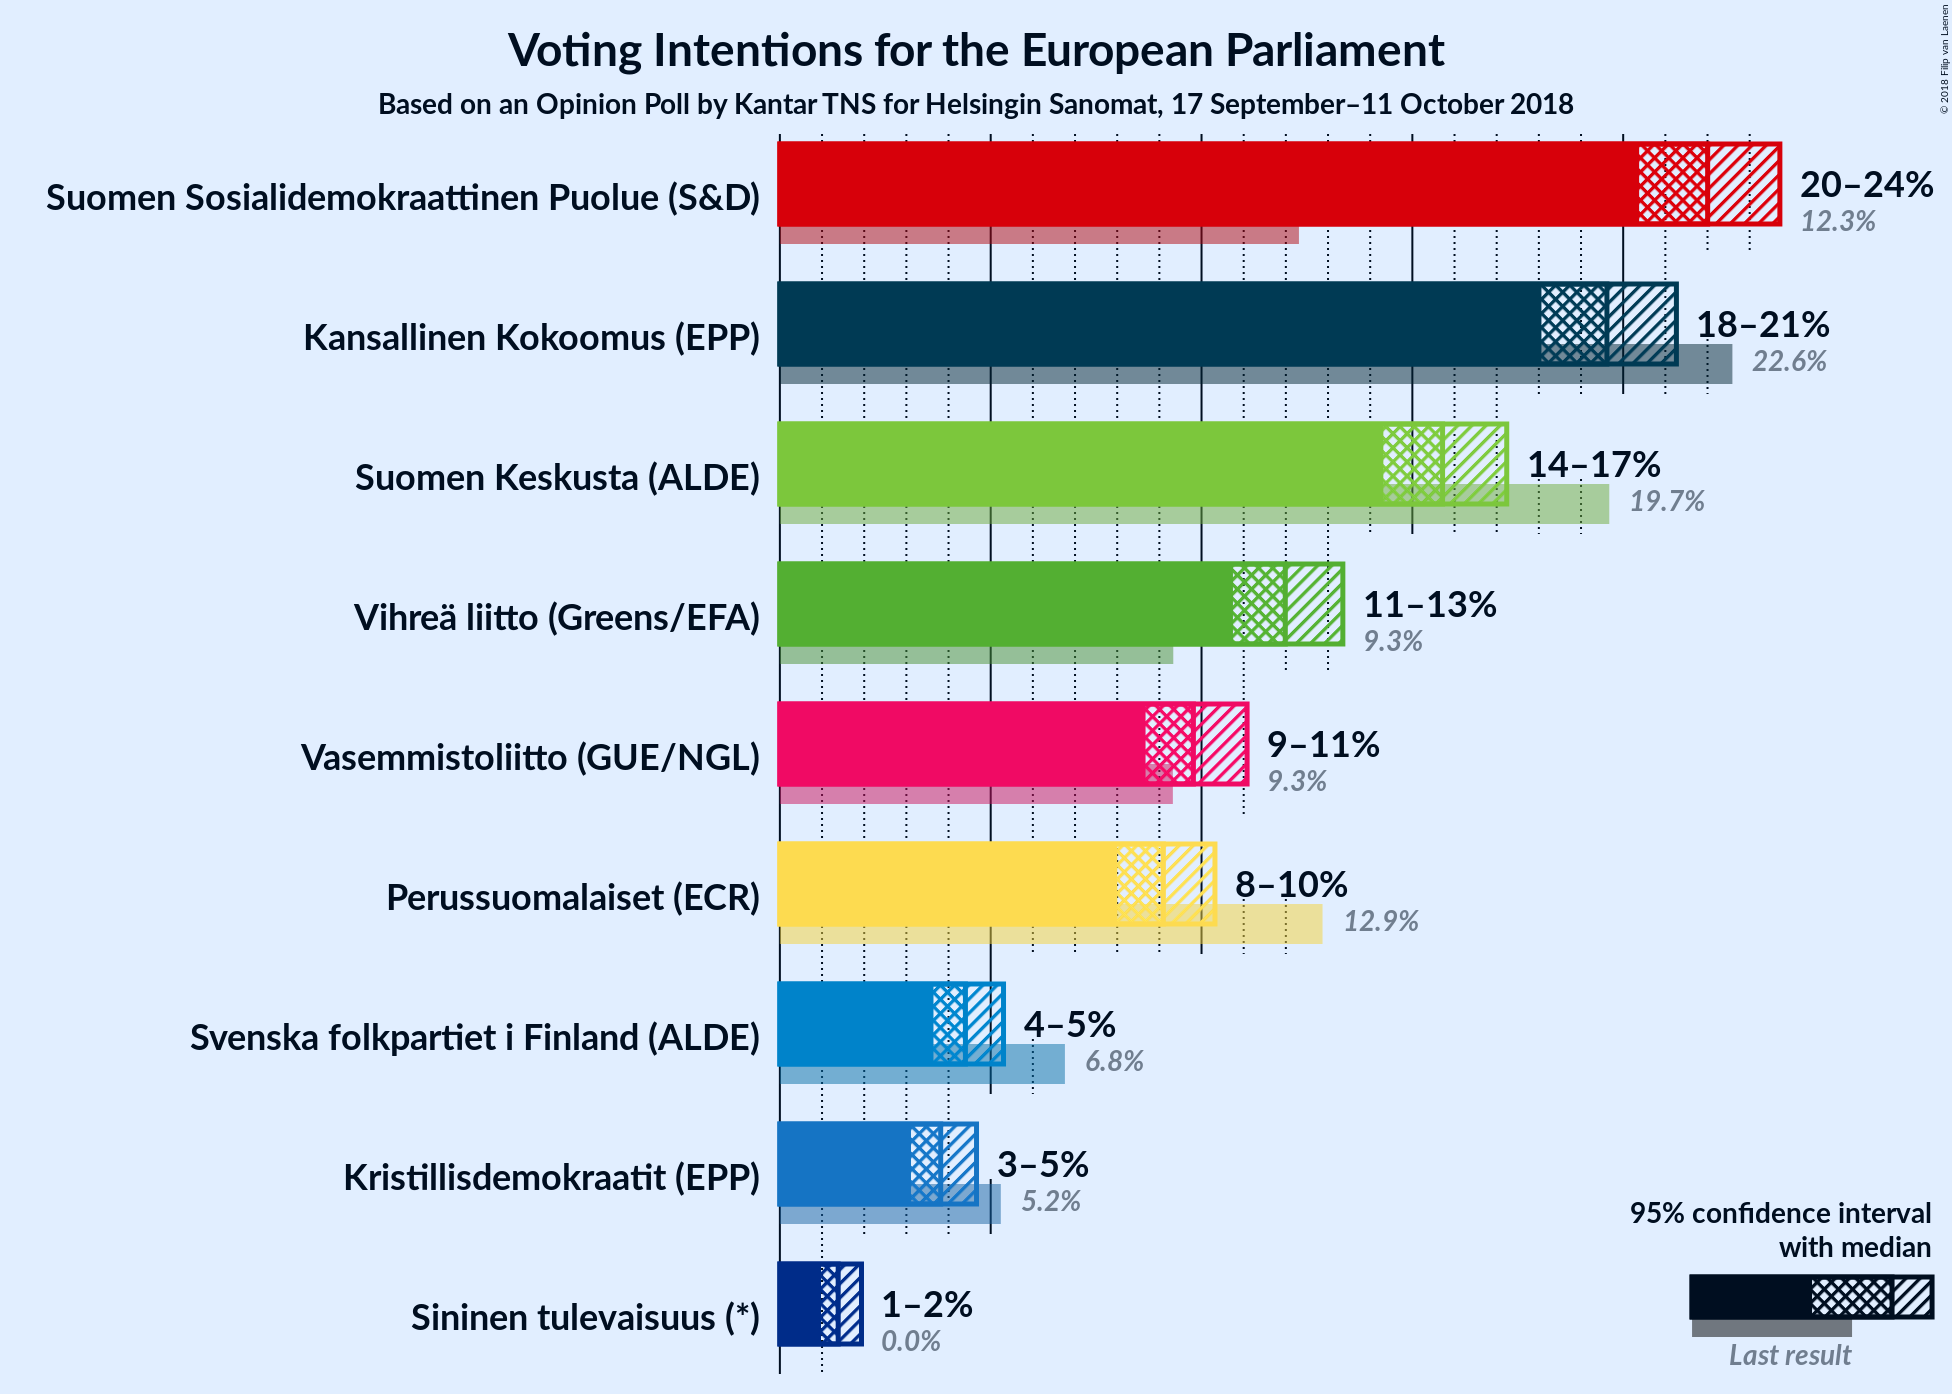 Voting Intentions for the European Parliament
Based on an Opinion Poll by Kantar TNS for Helsingin Sanomat, 17 September–11 October 2018
© 2018 Filip van Laenen
Suomen Sosialidemokraattinen Puolue (S&D)
20–24%
12.3%
Kansallinen Kokoomus (EPP)
18–21%
22.6%
Suomen Keskusta (ALDE)
14–17%
19.7%
Vihreä liitto (Greens/EFA)
11–13%
9.3%
Vasemmistoliitto (GUE/NGL)
9–11%
9.3%
Perussuomalaiset (ECR)
8–10%
12.9%
Svenska folkpartiet i Finland (ALDE)
4–5%
6.8%
Kristillisdemokraatit (EPP)
3–5%
5.2%
Sininen tulevaisuus (*)
1–2%
0.0%
95% confidence interval
with median
Last result